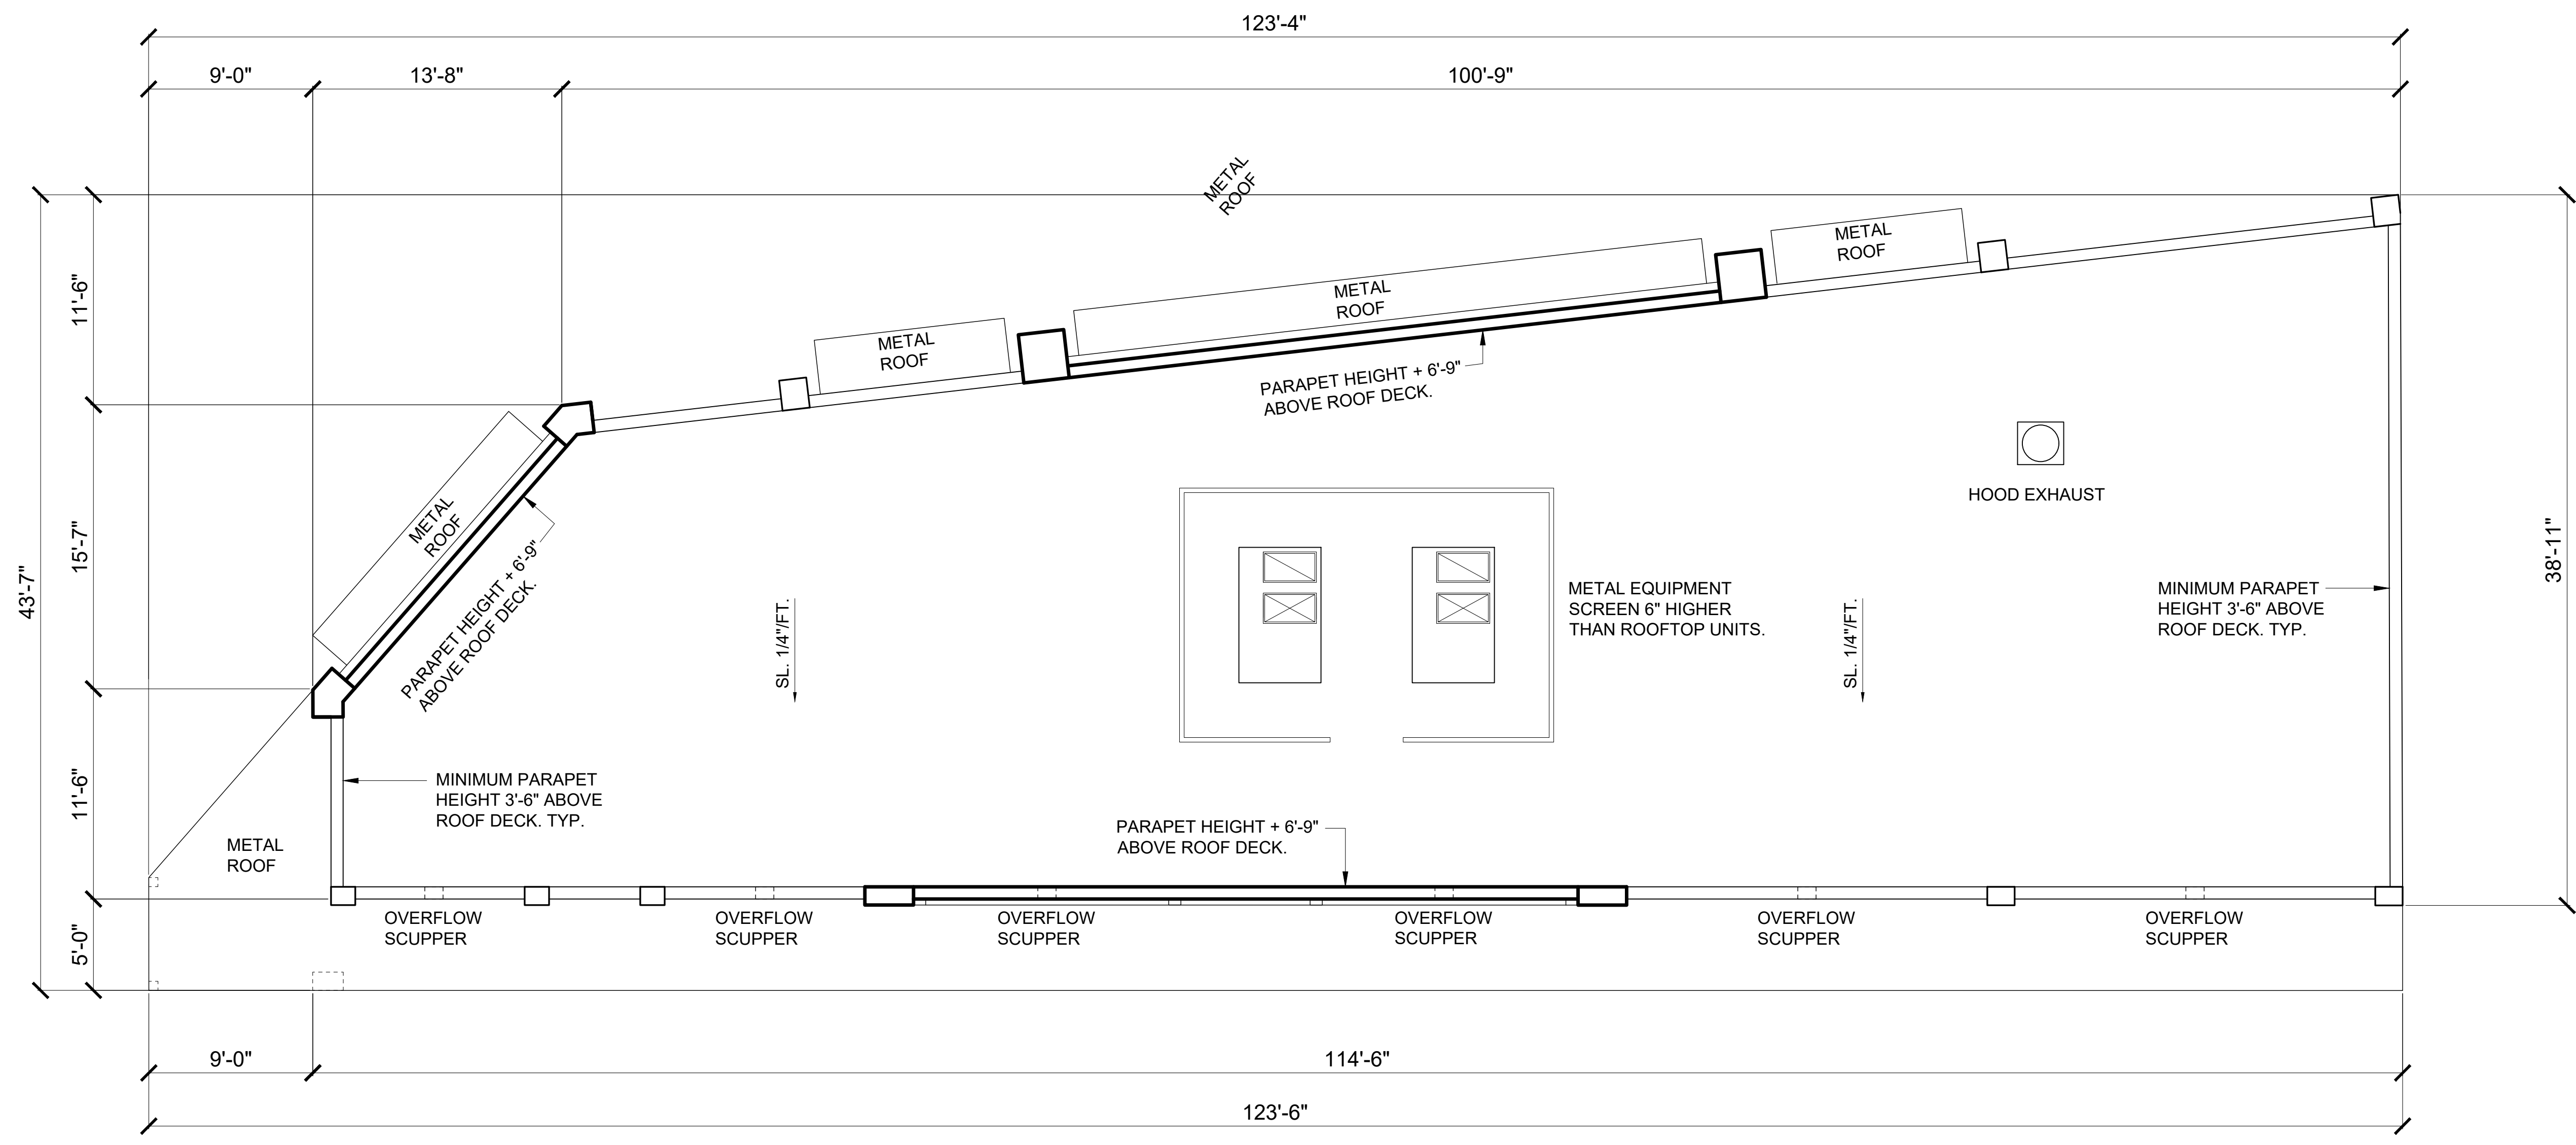 123'-4"
9'-0"
13'-8"
100'-9"
METAL
ROOF
METAL
ROOF
METAL
ROOF
METAL
ROOF
11'-6"
PARAPET HEIGHT + 6'-9"
ABOVE ROOF DECK.
HOOD EXHAUST
METAL
ROOF
PARAPET HEIGHT + 6'-9"
ABOVE ROOF DECK.
15'-7"
43'-7"
38'-11"
SL. 1/4"/FT.
METAL EQUIPMENT
SCREEN 6" HIGHER
THAN ROOFTOP UNITS.
SL. 1/4"/FT.
MINIMUM PARAPET
HEIGHT 3'-6" ABOVE
ROOF DECK. TYP.
11'-6"
MINIMUM PARAPET
HEIGHT 3'-6" ABOVE
ROOF DECK. TYP.
METAL
ROOF
PARAPET HEIGHT + 6'-9"
ABOVE ROOF DECK.
5'-0"
OVERFLOW
SCUPPER
OVERFLOW
SCUPPER
OVERFLOW
SCUPPER
OVERFLOW
SCUPPER
OVERFLOW
SCUPPER
OVERFLOW
SCUPPER
9'-0"
114'-6"
123'-6"